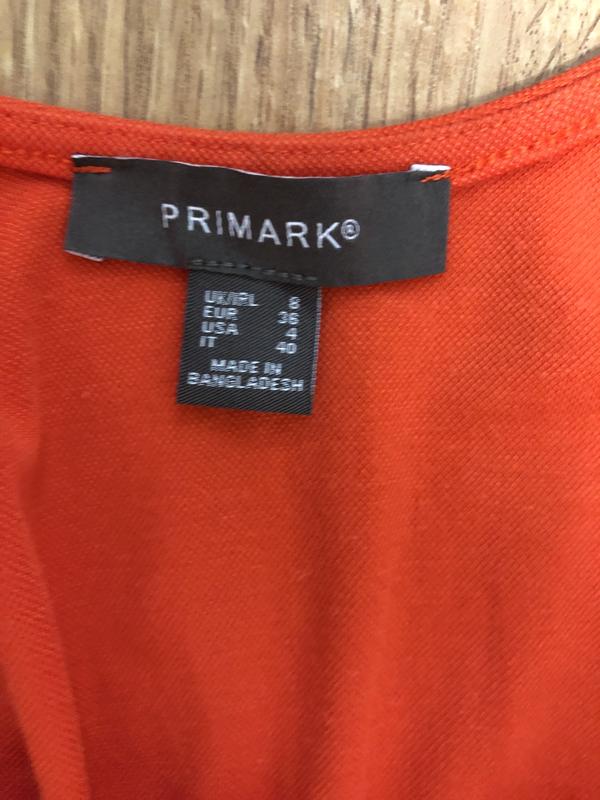 PRIMARK®
UK/IRL 8
EUR 36
USA 4
IT 40
MADE IN
BANGLADESH